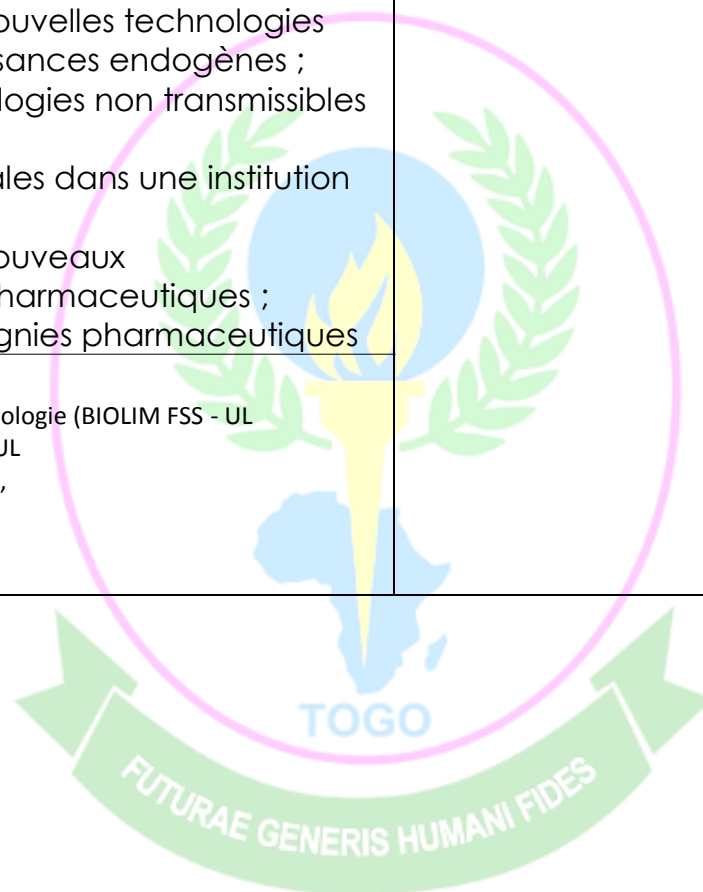 ouvelles technologies
sances endogènes ;
logies non transmissibles
ales dans une institution
ouveaux
harmaceutiques ;
gnies pharmaceutiques
ologie (BIOLIM FSS - UL
UL
,
TOGO
FUTURAE GENERIS HUMANI FIDES